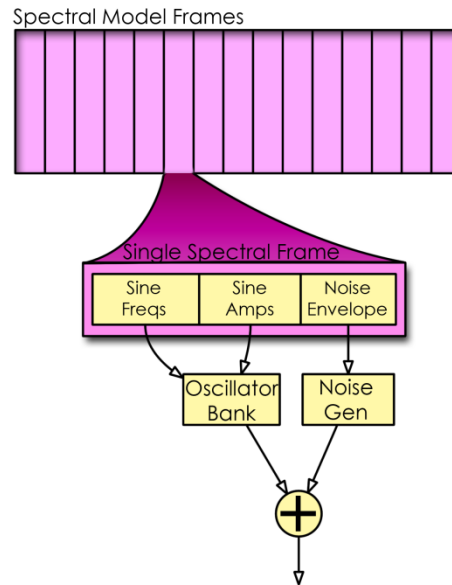 Spectral Model Frames
Single Spectral Frame
Sine
Freqs
Sine
Amps
Noise
Envelope
Oscillator
Bank
Noise
Gen
+